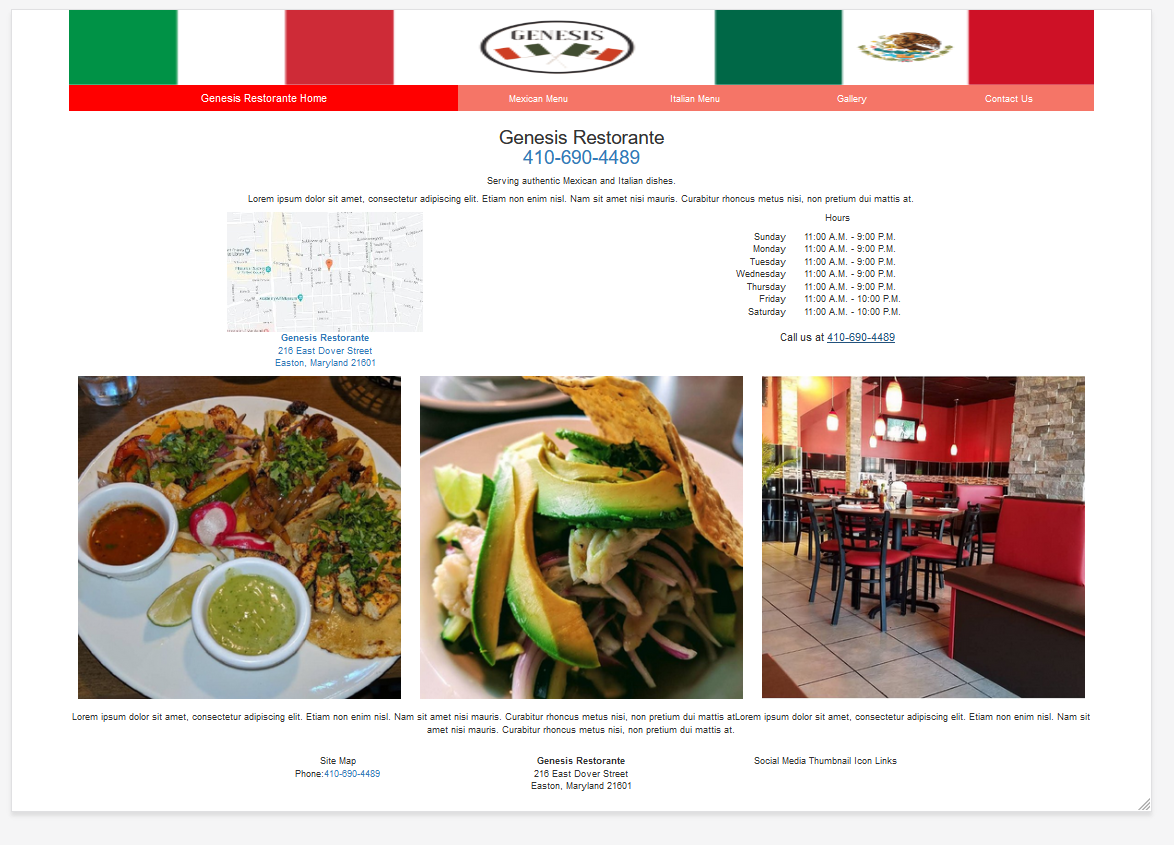 GENESIS
Genesis Restorante Home Mexican Menu Italian Menu Gallery Contact Us
Genesis Restorante
410-690-4489
Serving authentic Mexican and Italian dishes.
Lorem ipsum dolor sit amet, consectetur adipiscing elit. Etiam non enim nisl. Nam sit amet nisi mauris. Curabitur rhoncus metus nisi, non pretium dui mattis at.
Genesis Restorante
216 East Dover Street
Easton, Maryland 21601
Hours
Sunday 11:00 A.M. - 9:00 P.M.
Monday 11:00 A.M. - 9:00 P.M.
Tuesday 11:00 A.M. - 9:00 P.M.
Wednesday 11:00 A.M. - 9:00 P.M.
Thursday 11:00 A.M. - 9:00 P.M.
Friday 11:00 A.M. - 10:00 P.M.
Saturday 11:00 A.M. - 10:00 P.M.
Call us at 410-690-4489
Lorem ipsum dolor sit amet, consectetur adipiscing elit. Etiam non enim nisl. Nam sit amet nisi mauris. Curabitur rhoncus metus nisi, non pretium dui mattis atLorem ipsum dolor sit amet, consectetur adipiscing elit. Etiam non enim nisl. Nam sit
amet nisi mauris. Curabitur rhoncus metus nisi, non pretium dui mattis at.
Site Map
Phone:410-690-4489
Genesis Restorante
216 East Dover Street
Easton, Maryland 21601
Social Media Thumbnail Icon Links